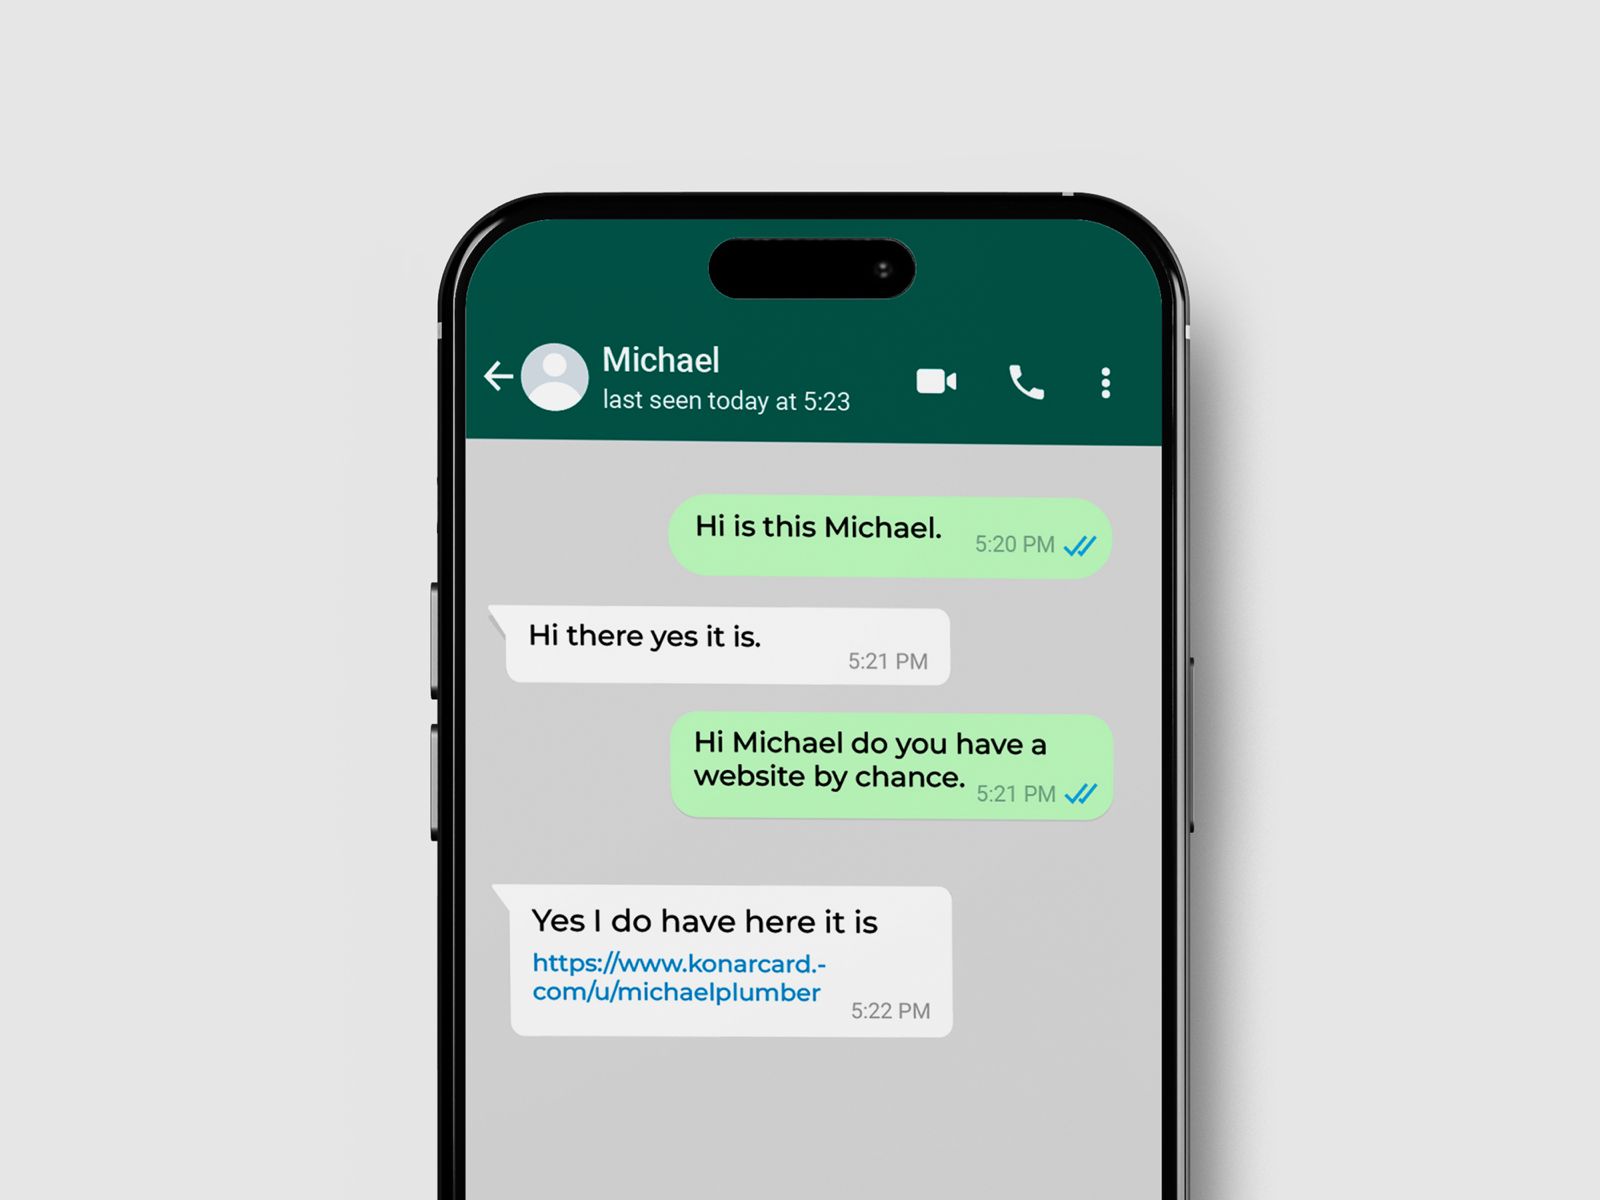 Michael
last seen today at 5:23
Hi is this Michael.
5:20 PM
Hi there yes it is.
5:21 PM
Hi Michael do you have a
website by chance.
5:21 PM
Yes I do have here it is
https://www.konarcard.-
com/u/michaelplumber
5:22 PM